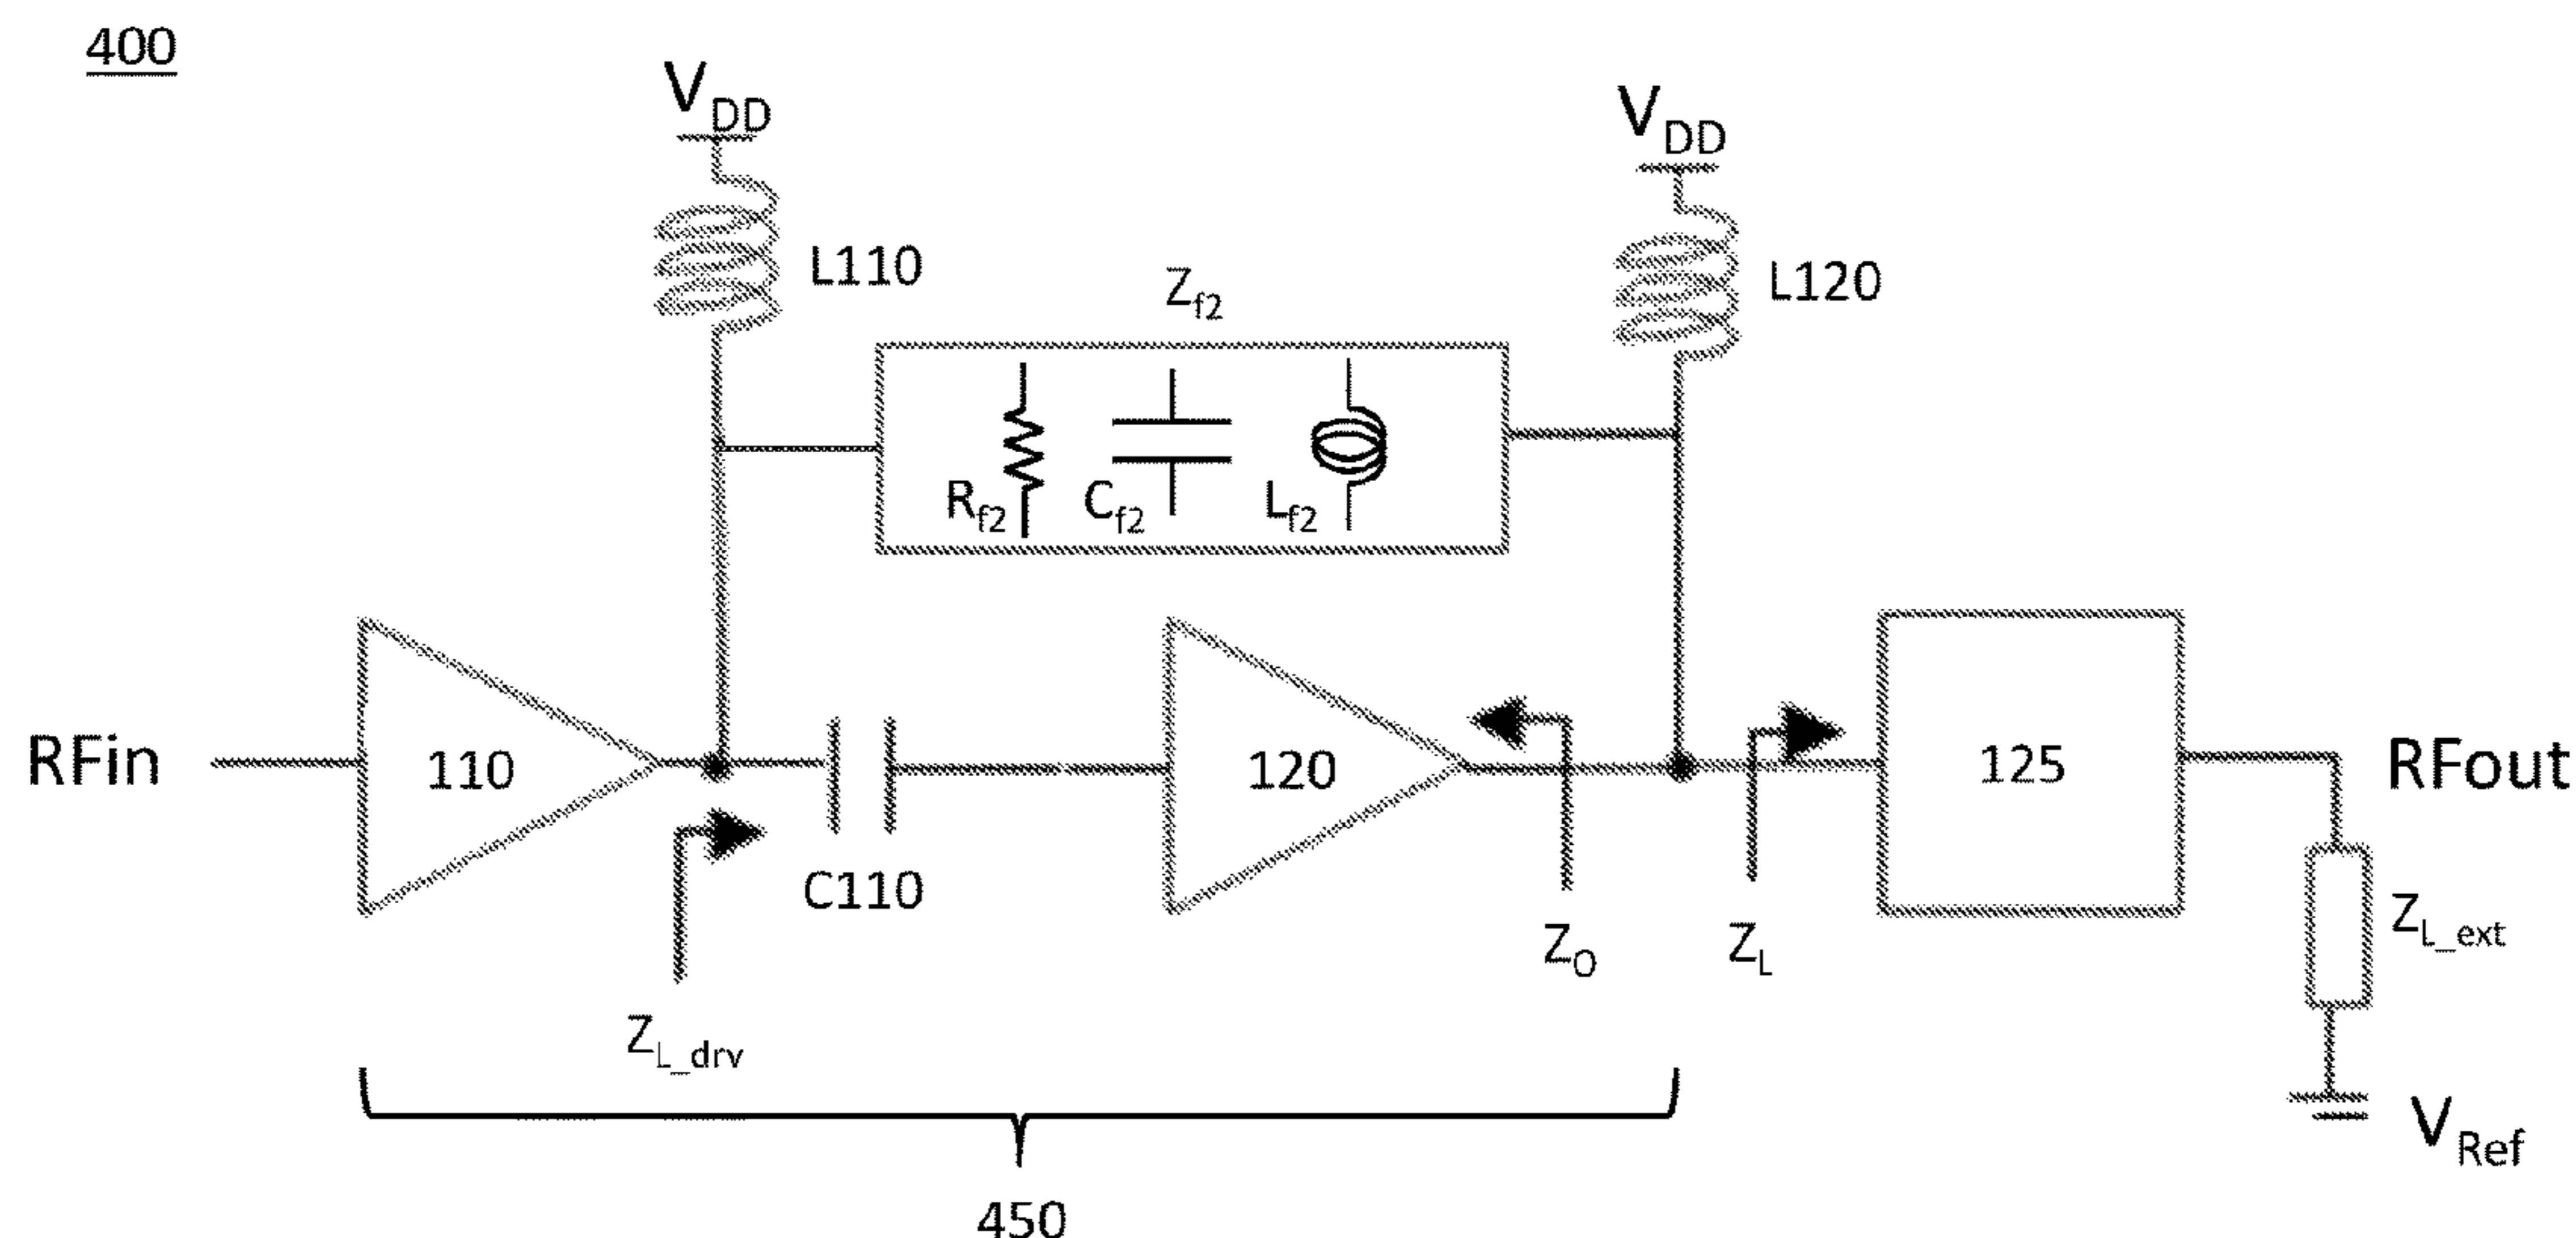 400
VDD
VDD
L110
L120
Zf2
Rf2
Cf2
Lf2
RFin
110
120
125
RFout
C110
ZO
ZL
ZL_ext
ZL_drv
VRef
450